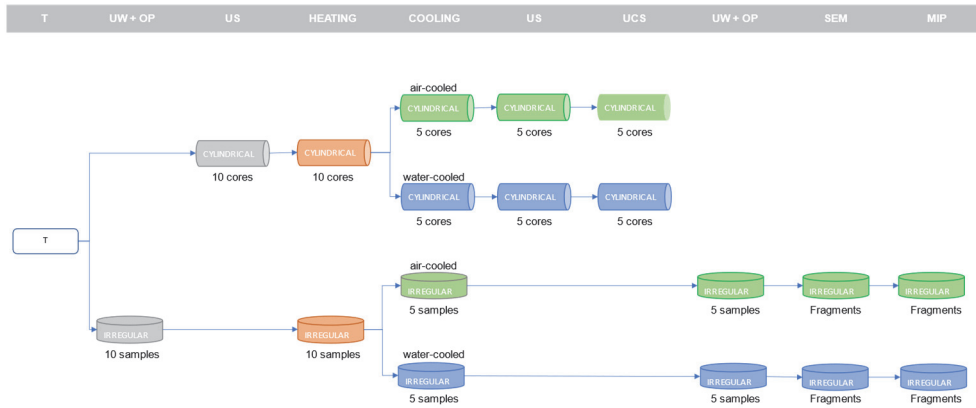 T UW + OP US HEATING COOLING US UCS UW + OP SEM MIP
air-cooled
CYLINDRICAL CYLINDRICAL CYLINDRICAL
5 cores 5 cores 5 cores
CYLINDRICAL CYLINDRICAL
10 cores 10 cores
water-cooled
CYLINDRICAL CYLINDRICAL CYLINDRICAL
5 cores 5 cores 5 cores
T
air-cooled
IRREGULAR IRREGULAR IRREGULAR IRREGULAR
5 samples 5 samples Fragments Fragments
IRREGULAR IRREGULAR
10 samples 10 samples
water-cooled
IRREGULAR IRREGULAR IRREGULAR IRREGULAR
5 samples 5 samples Fragments Fragments